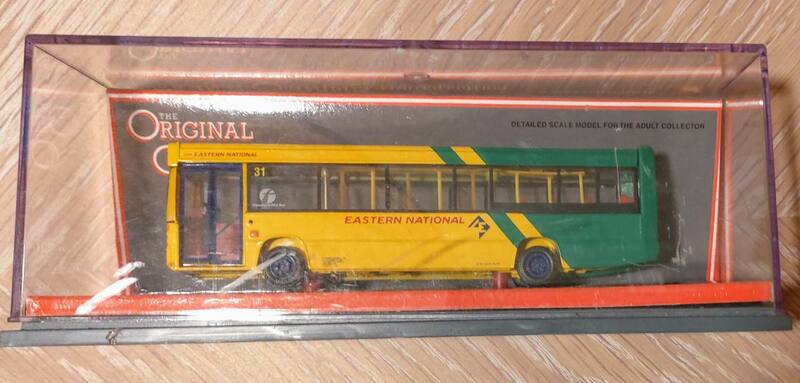 THE
ORIGINAL
DETAILED SCALE MODEL FOR THE ADULT COLLECTOR
EASTERN NATIONAL
31
EASTERN NATIONAL